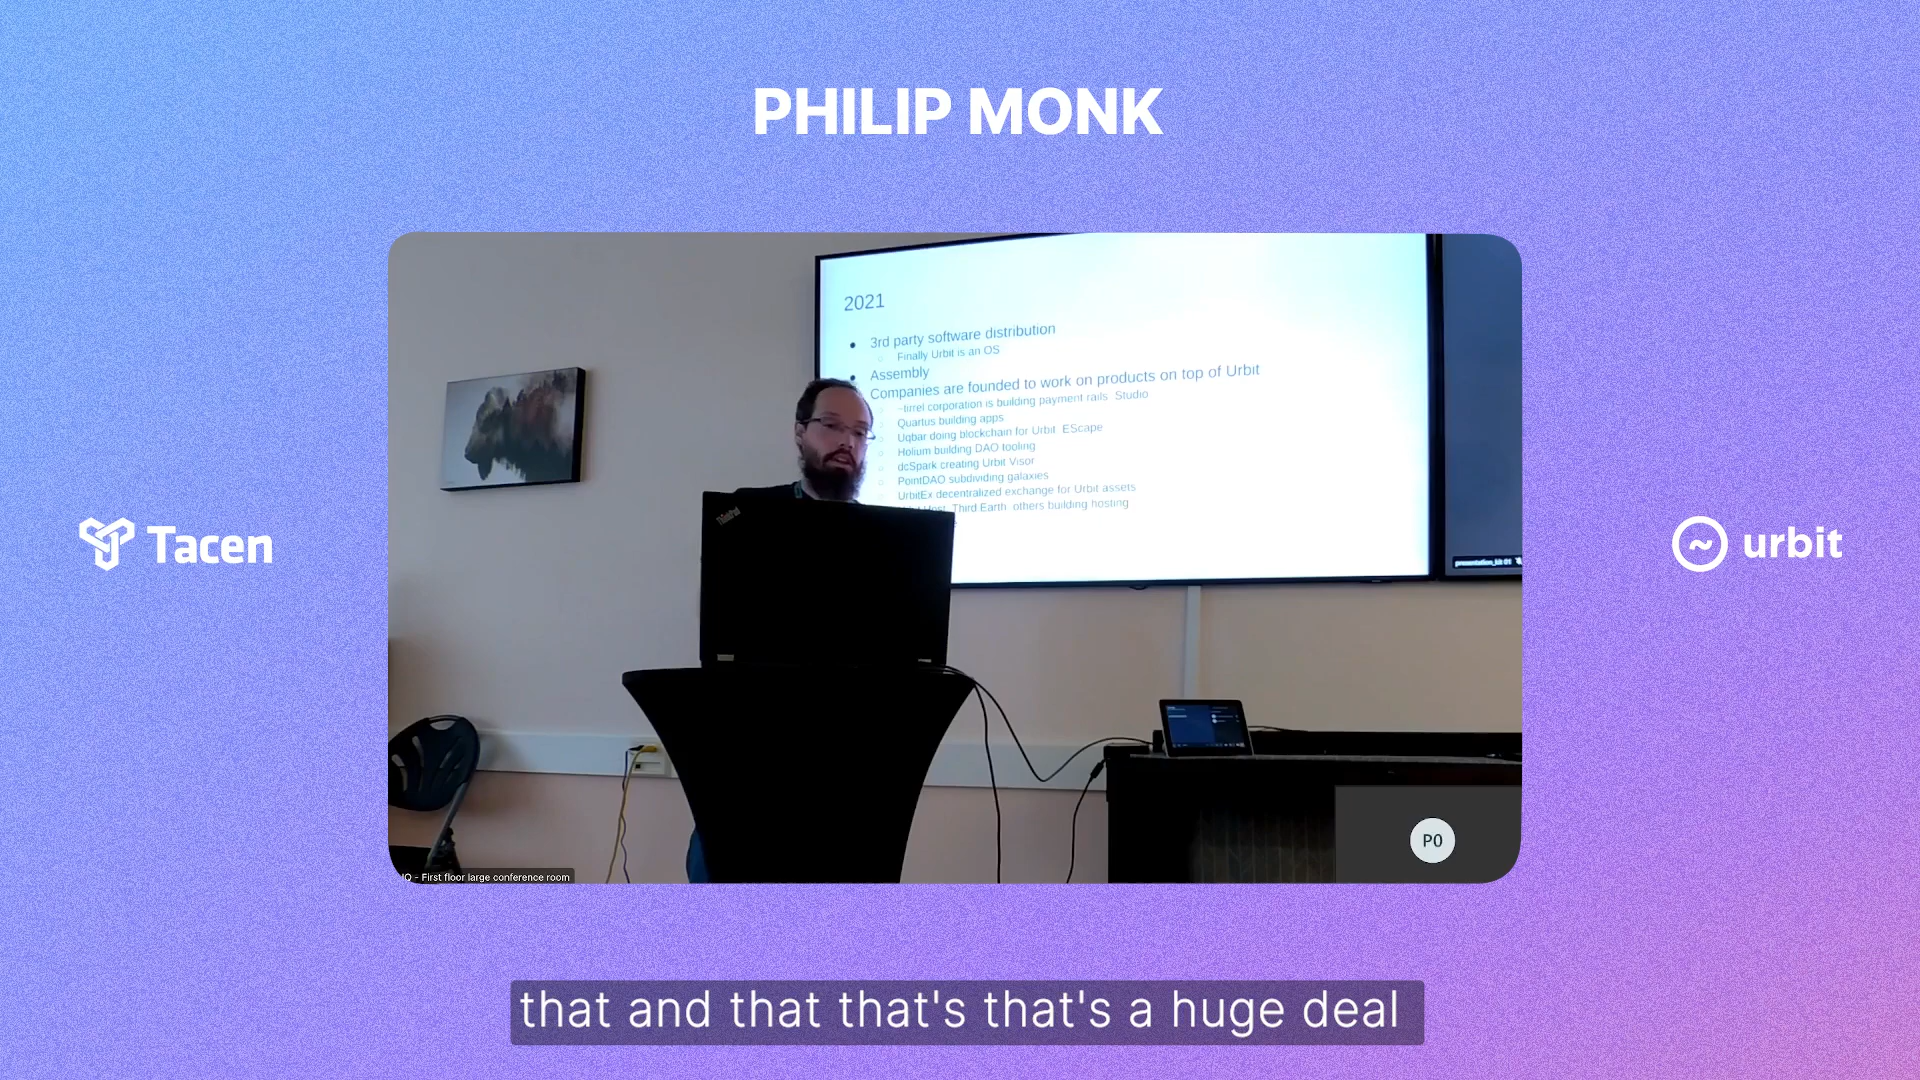 PHILIP MONK
2021
3rd party software distribution
Finally Urbit is an OS
Assembly
Companies are founded to work on products on top of Urbit
~tirrel corporation is building payment rails Studio
Quartus building apps
Uqbar doing blockchain for Urbit EScape
Holium building DAO tooling
dcSpark creating Urbit Visor
PointDAO subdividing galaxies
UrbitEx decentralized exchange for Urbit assets
Host Third Earth others building hosting
ThinkPad
Tacen
urbit
P0
- First floor large conference room
that and that that's that's a huge deal